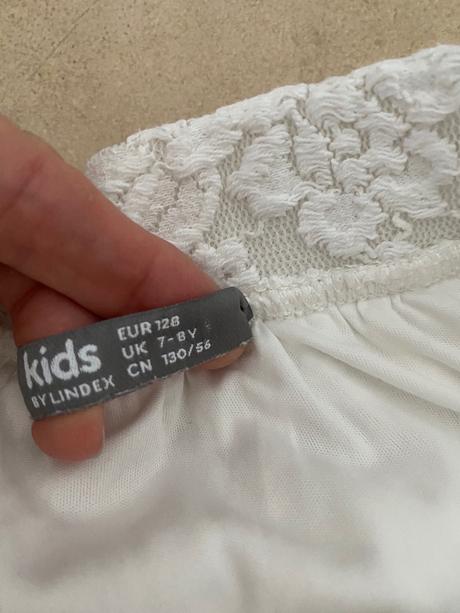 kids
BY LINDEX
EUR 128
UK 7-8Y
CN 130/56